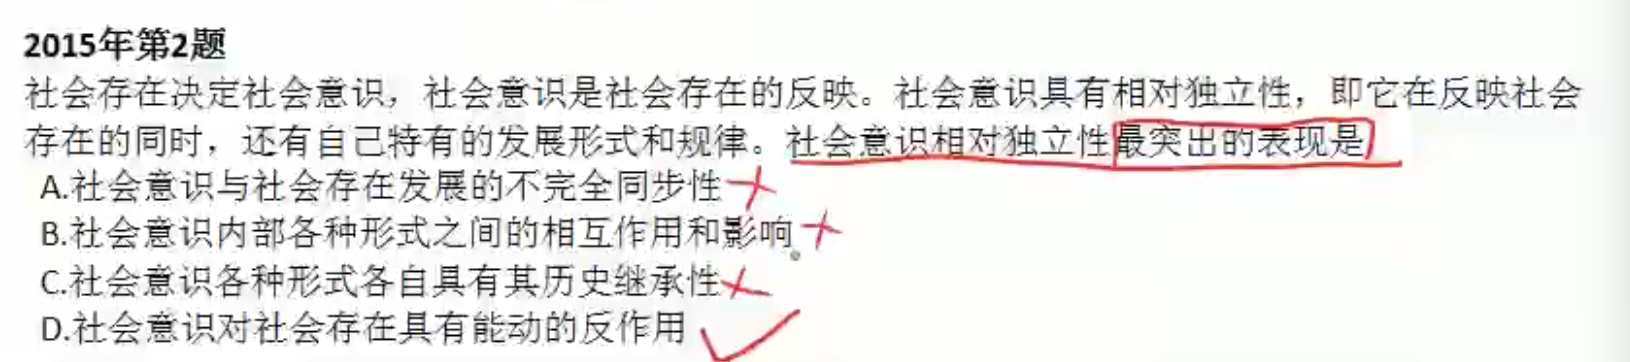 2015年第2题
社会存在决定社会意识，社会意识是社会存在的反映。社会意识具有相对独立性，即它在反映社会
存在的同时，还有自己特有的发展形式和规律。社会意识相对独立性最突出的表现是
A.社会意识与社会存在发展的不完全同步性
B.社会意识内部各种形式之间的相互作用和影响
C.社会意识各种形式各自具有其历史继承性
D.社会意识对社会存在具有能动的反作用